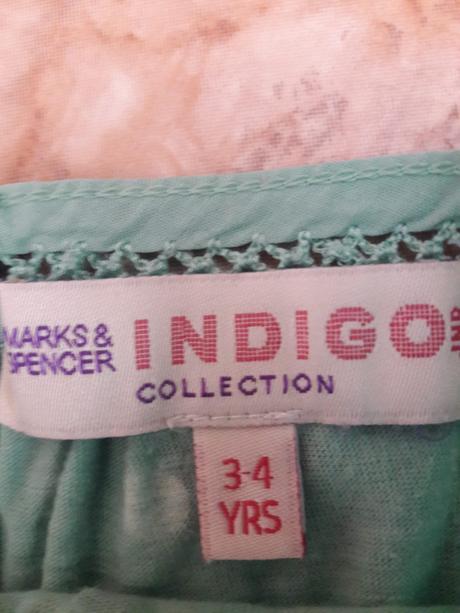 MARKS & SPENCER
INDIGO
COLLECTION
3-4
YRS